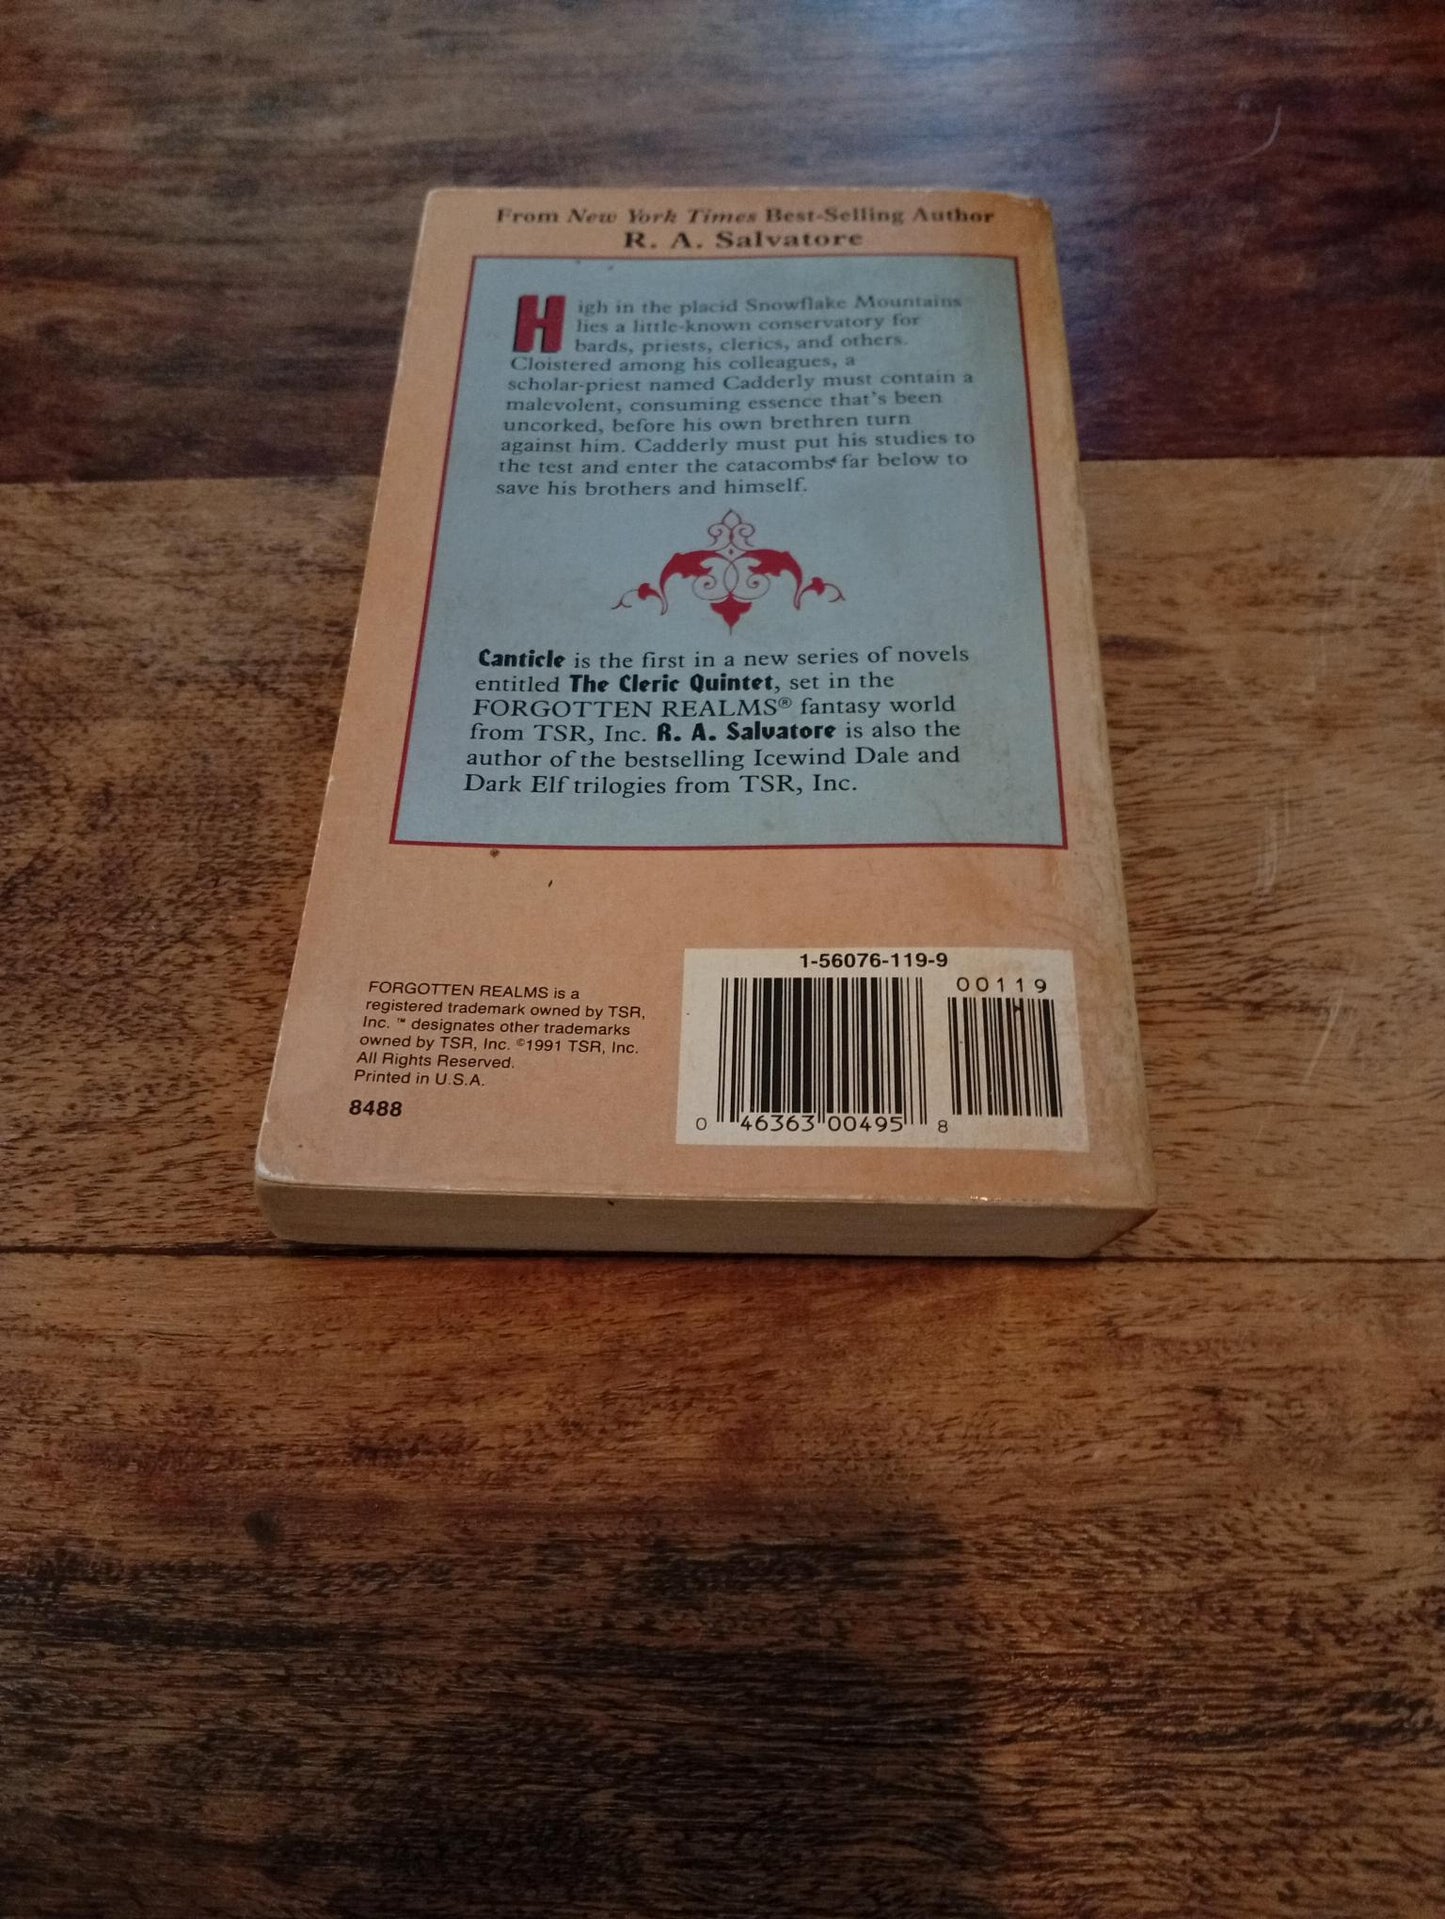 From New York Times Best-Selling Author
R. A. Salvatore
High in the placid Snowflake Mountains
lies a little-known conservatory for
bards, priests, clerics, and others.
Cloistered among his colleagues, a
scholar-priest named Cadderly must contain a
malevolent, consuming essence that's been
uncorked, before his own brethren turn
against him. Cadderly must put his studies to
the test and enter the catacombs far below to
save his brothers and himself.
Canticle is the first in a new series of novels
entitled The Cleric Quintet, set in the
FORGOTTEN REALMS® fantasy world
from TSR, Inc. R. A. Salvatore is also the
author of the bestselling Icewind Dale and
Dark Elf trilogies from TSR, Inc.
FORGOTTEN REALMS is a
registered trademark owned by TSR,
Inc. ™ designates other trademarks
owned by TSR, Inc. ©1991 TSR, Inc.
All Rights Reserved.
Printed in U.S.A.
8488
1-56076-119-9
00119
0 46363 00495 8